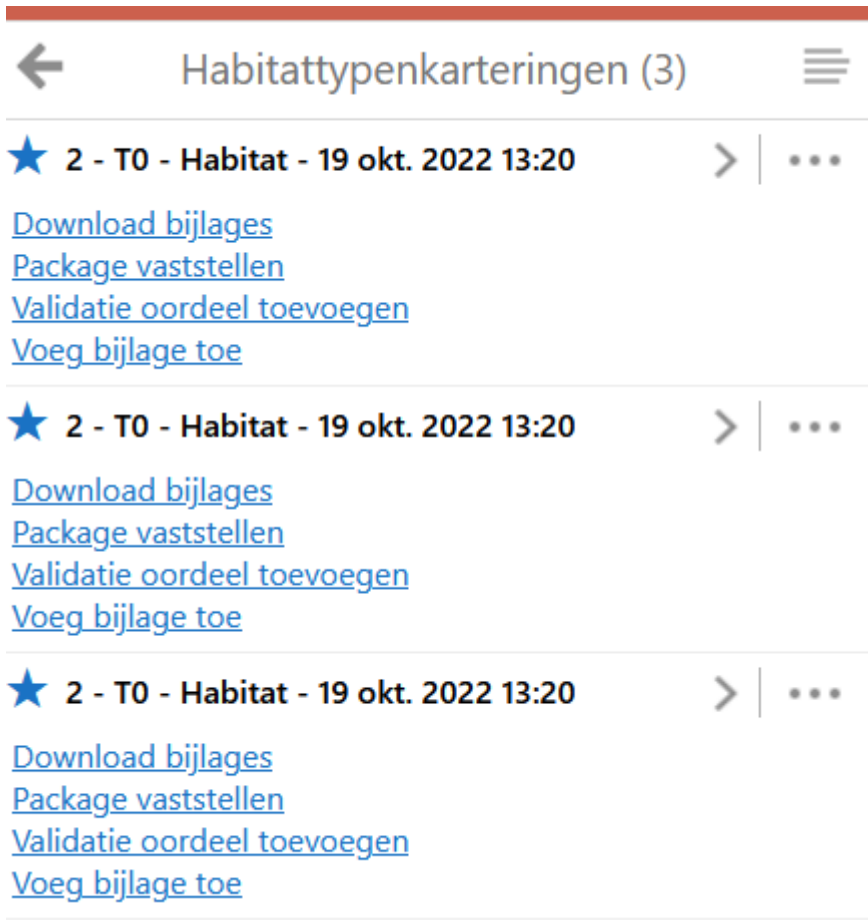 Habitattypenkarteringen (3)
2 - T0 - Habitat - 19 okt. 2022 13:20
Download bijlages
Package vaststellen
Validatie oordeel toevoegen
Voeg bijlage toe
2 - T0 - Habitat - 19 okt. 2022 13:20
Download bijlages
Package vaststellen
Validatie oordeel toevoegen
Voeg bijlage toe
2 - T0 - Habitat - 19 okt. 2022 13:20
Download bijlages
Package vaststellen
Validatie oordeel toevoegen
Voeg bijlage toe